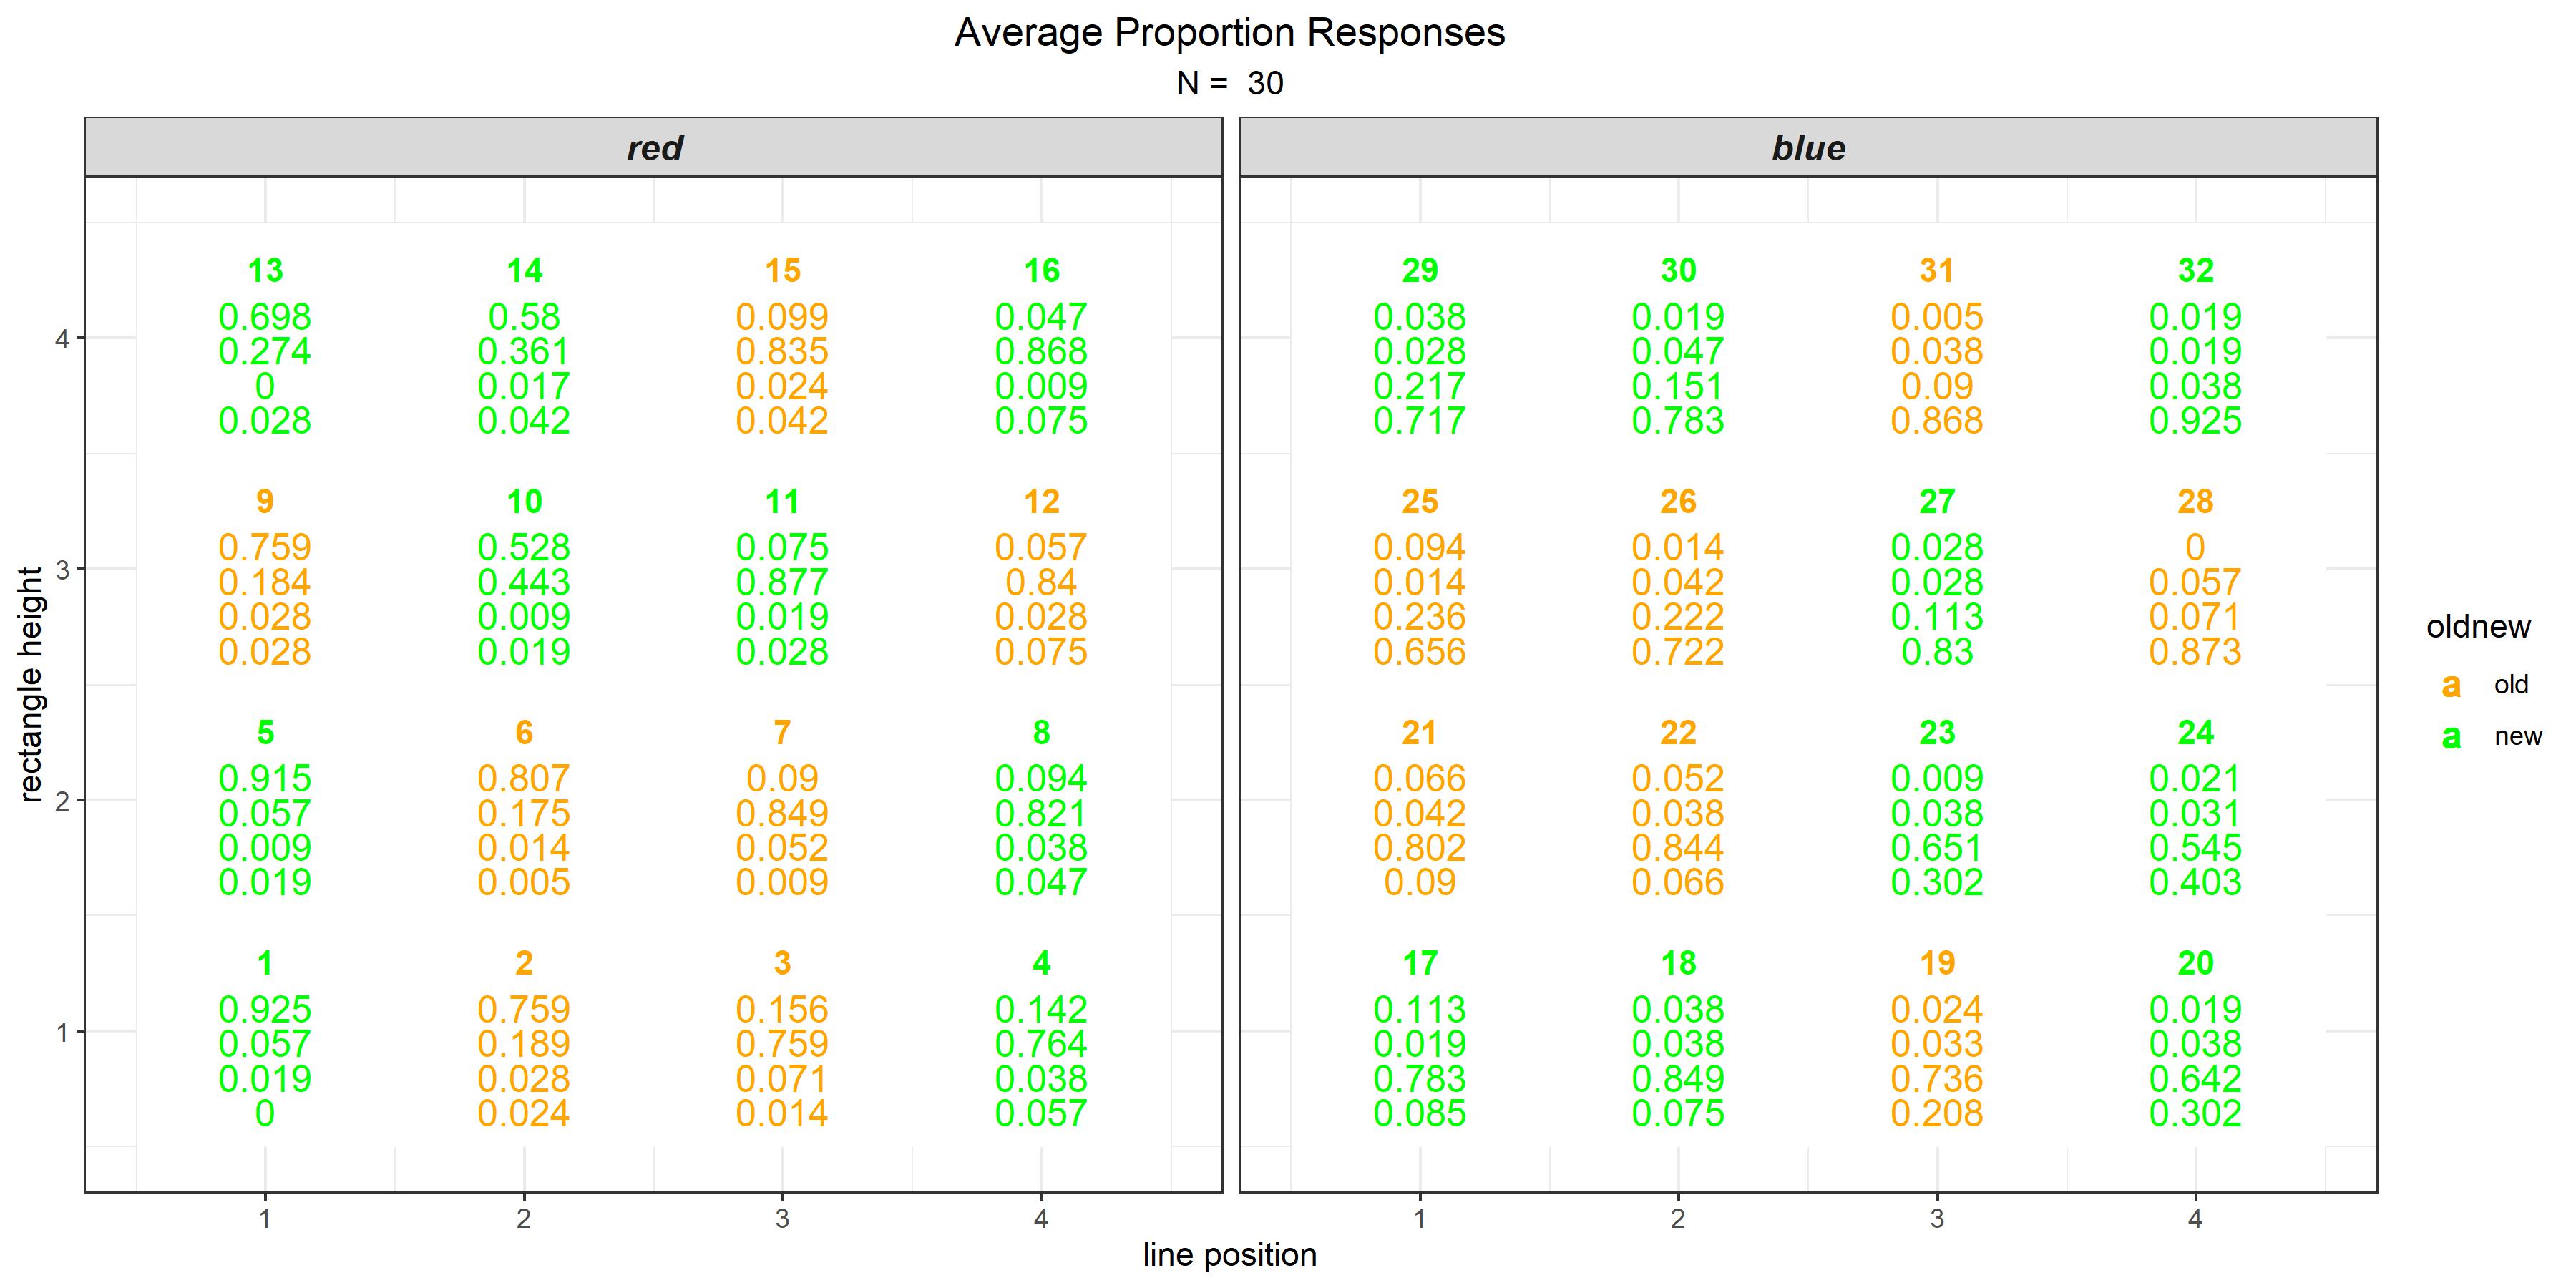 Average Proportion Responses
N = 30
red
blue
13 14 15 16 29 30 31 32
0.698 0.58 0.099 0.047 0.038 0.019 0.005 0.019
4 0.274 0.361 0.835 0.868 0.028 0.047 0.038 0.019
0 0.017 0.024 0.009 0.217 0.151 0.09 0.038
0.028 0.042 0.042 0.075 0.717 0.783 0.868 0.925
9 10 11 12 25 26 27 28
0.759 0.528 0.075 0.057 0.094 0.014 0.028 0
3 0.184 0.443 0.877 0.84 0.014 0.042 0.028 0.057
0.028 0.009 0.019 0.028 0.236 0.222 0.113 0.071
0.028 0.019 0.028 0.075 0.656 0.722 0.83 0.873
5 6 7 8 21 22 23 24
0.915 0.807 0.09 0.094 0.066 0.052 0.009 0.021
2 0.057 0.175 0.849 0.821 0.042 0.038 0.038 0.031
0.009 0.014 0.052 0.038 0.802 0.844 0.651 0.545
0.019 0.005 0.009 0.047 0.09 0.066 0.302 0.403
1 2 3 4 17 18 19 20
0.925 0.759 0.156 0.142 0.113 0.038 0.024 0.019
1 0.057 0.189 0.759 0.764 0.019 0.038 0.033 0.038
0.019 0.028 0.071 0.038 0.783 0.849 0.736 0.642
0 0.024 0.014 0.057 0.085 0.075 0.208 0.302
1 2 3 4 1 2 3 4
line position
rectangle height
oldnew
a old
a new